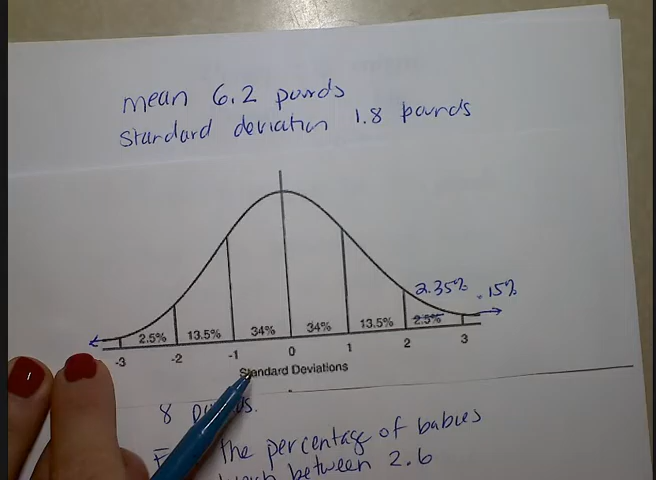 mean 6.2 pounds
standard deviation 1.8 pounds
2.35% .15%
2.5% 13.5% 34% 34% 13.5% 2.5%
-3 -2 -1 0 1 2 3
Standard Deviations
8
the percentage of babies
between 2.6